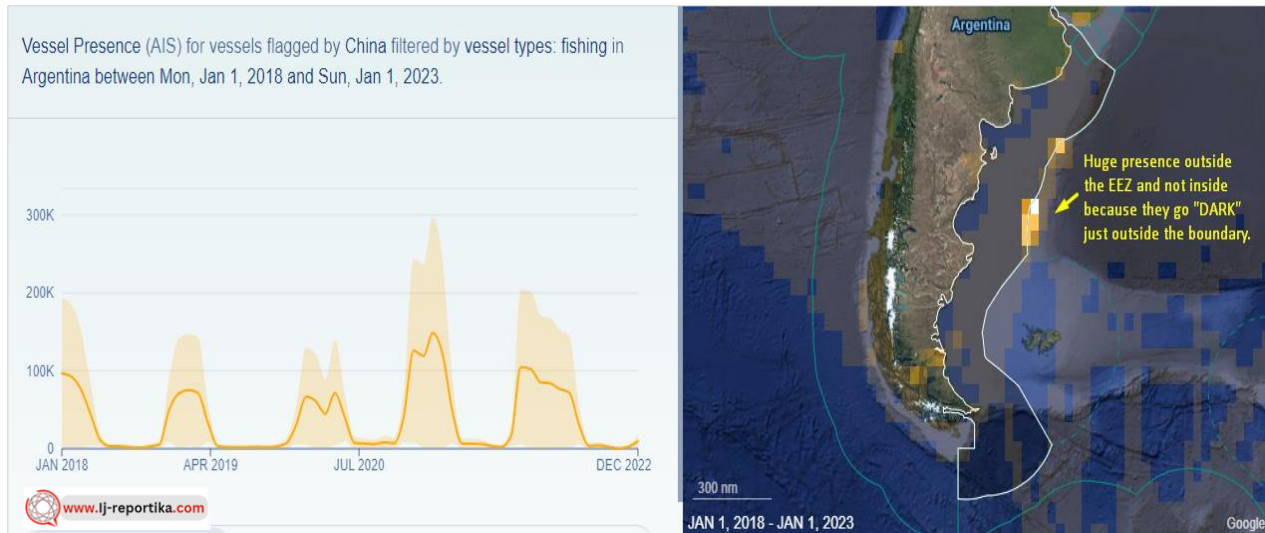 Vessel Presence (AIS) for vessels flagged by China filtered by vessel types: fishing in
Argentina between Mon, Jan 1, 2018 and Sun, Jan 1, 2023.
300K
200K
100K
0
JAN 2018
APR 2019
JUL 2020
DEC 2022
www.lj-reportika.com
Argentina
Huge presence outside
the EEZ and not inside
because they go "DARK"
just outside the boundary.
300 nm
JAN 1, 2018 - JAN 1, 2023
Google